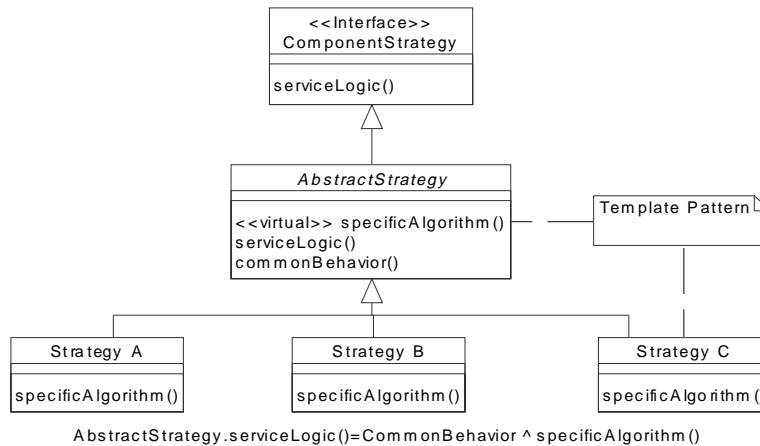 <<Interface>>
ComponentStrategy
serviceLogic()
AbstractStrategy
<<virtual>> specificAlgorithm()
serviceLogic()
commonBehavior()
Template Pattern
Strategy A
specificAlgorithm()
Strategy B
specificAlgorithm()
Strategy C
specificAlgorithm()
AbstractStrategy.serviceLogic()=CommonBehavior ^ specificAlgorithm()